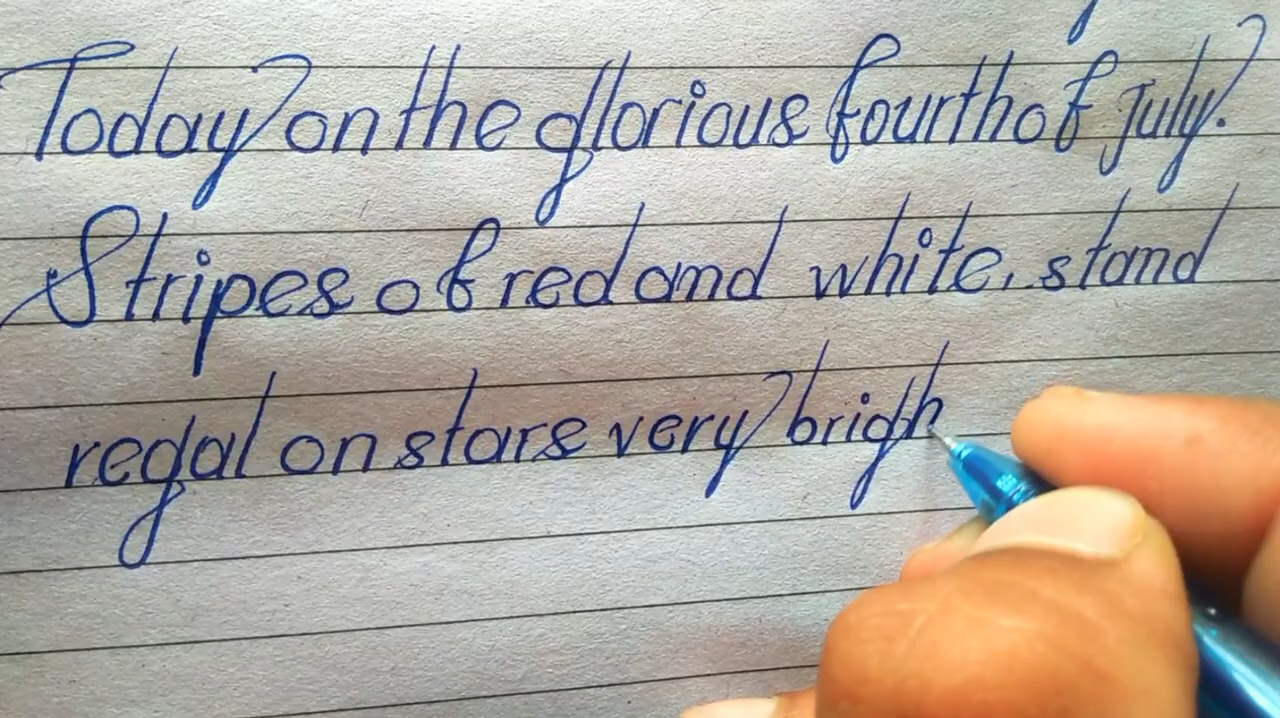 Today on the glorious fourth of july.
Stripes of red and white, stand
regal on stars very brigh